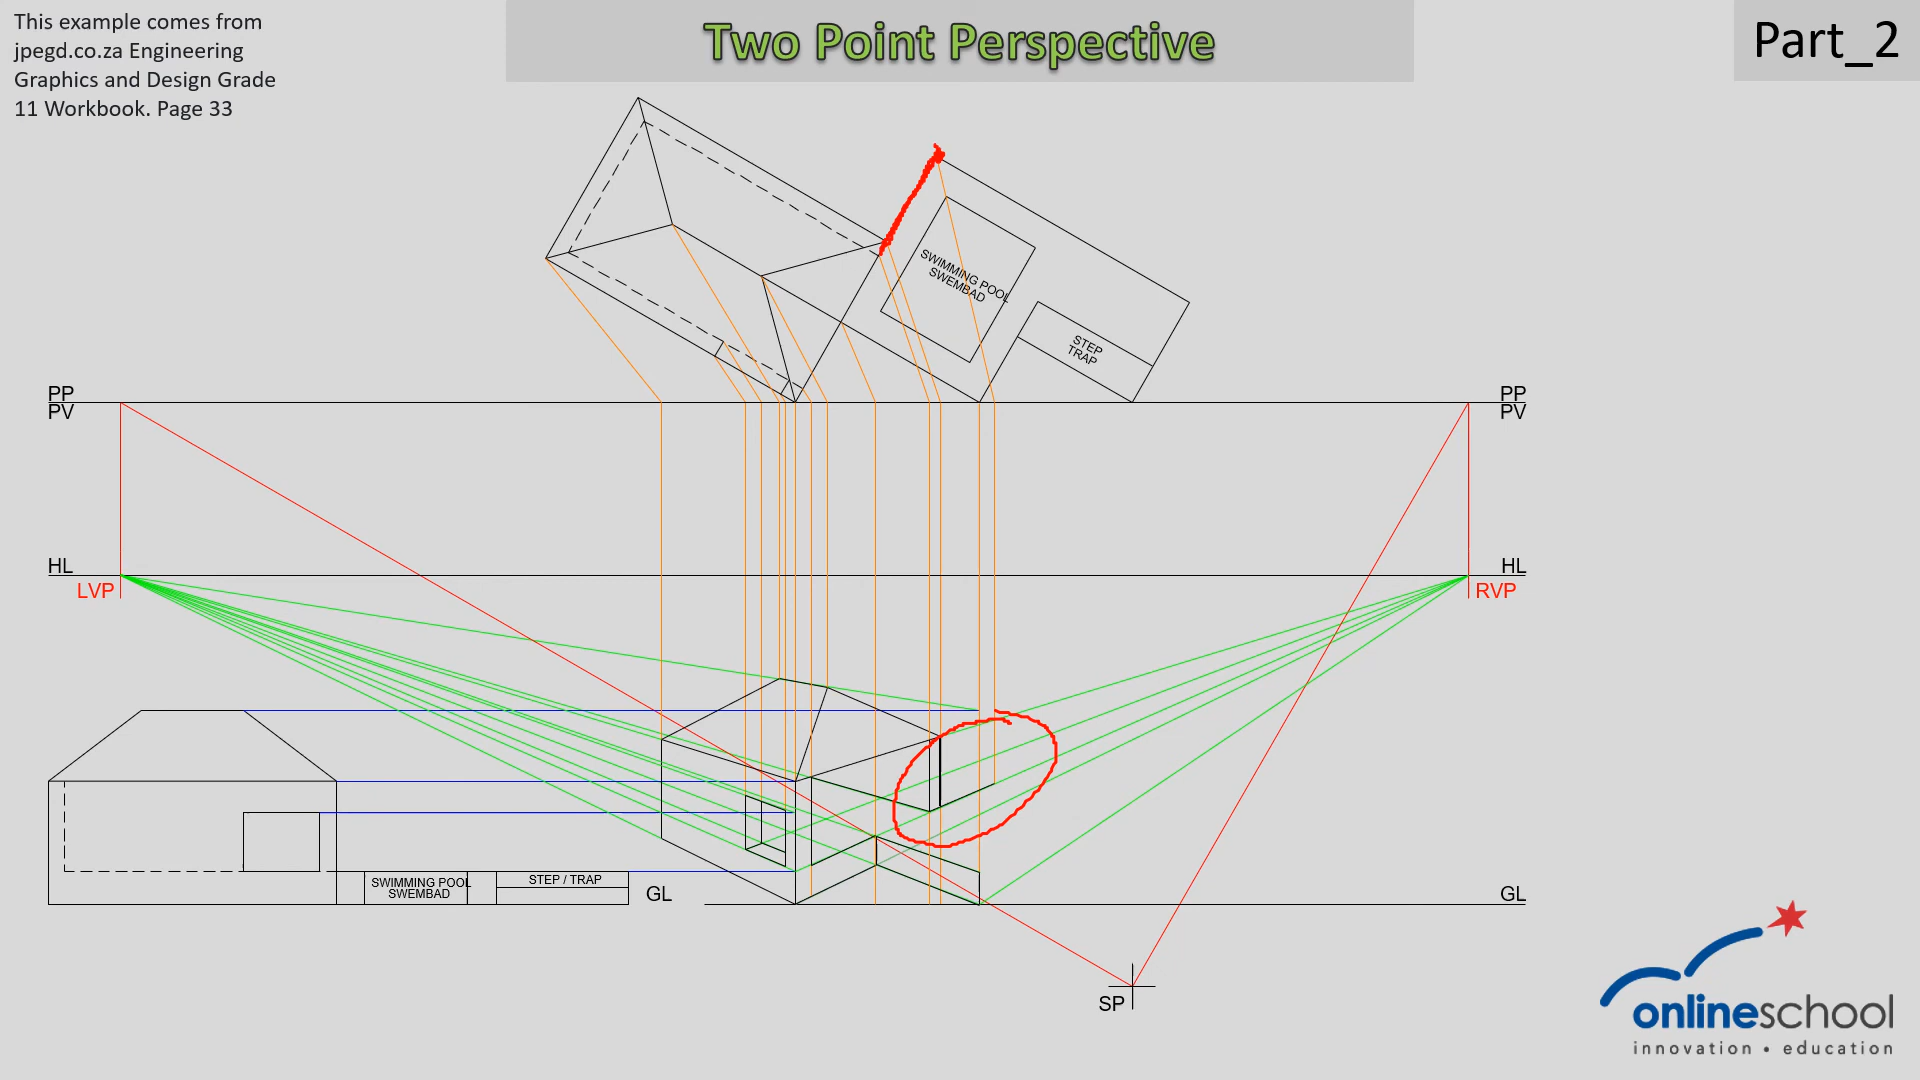 This example comes from
jpegd.co.za Engineering
Graphics and Design Grade
11 Workbook. Page 33
Two Point Perspective
Part_2
SWIMMING POOL
SWEMBAD
STEP
TRAP
PP
PV
PP
PV
HL
LVP
HL
RVP
SWIMMING POOL
SWEMBAD
STEP / TRAP
GL
GL
SP
onlineschool
innovation • education